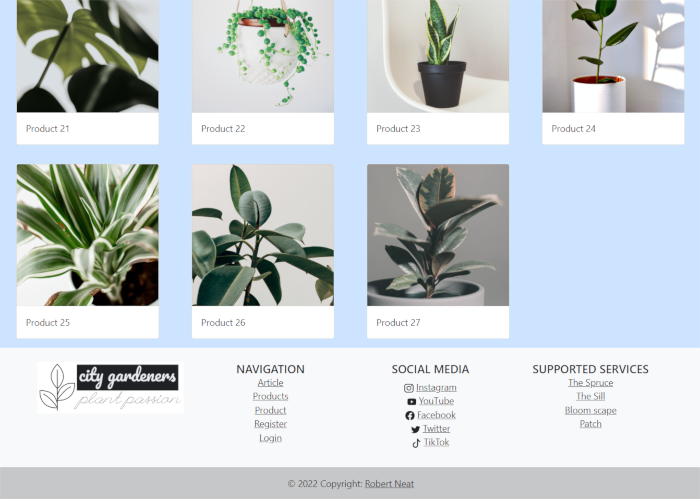 Product 21
Product 22
Product 23
Product 24
Product 25
Product 26
Product 27
city gardeners
plant passion
NAVIGATION
Article
Products
Product
Register
Login
SOCIAL MEDIA
Instagram
YouTube
Facebook
Twitter
TikTok
SUPPORTED SERVICES
The Spruce
The Sill
Bloom scape
Patch
© 2022 Copyright: Robert Neat